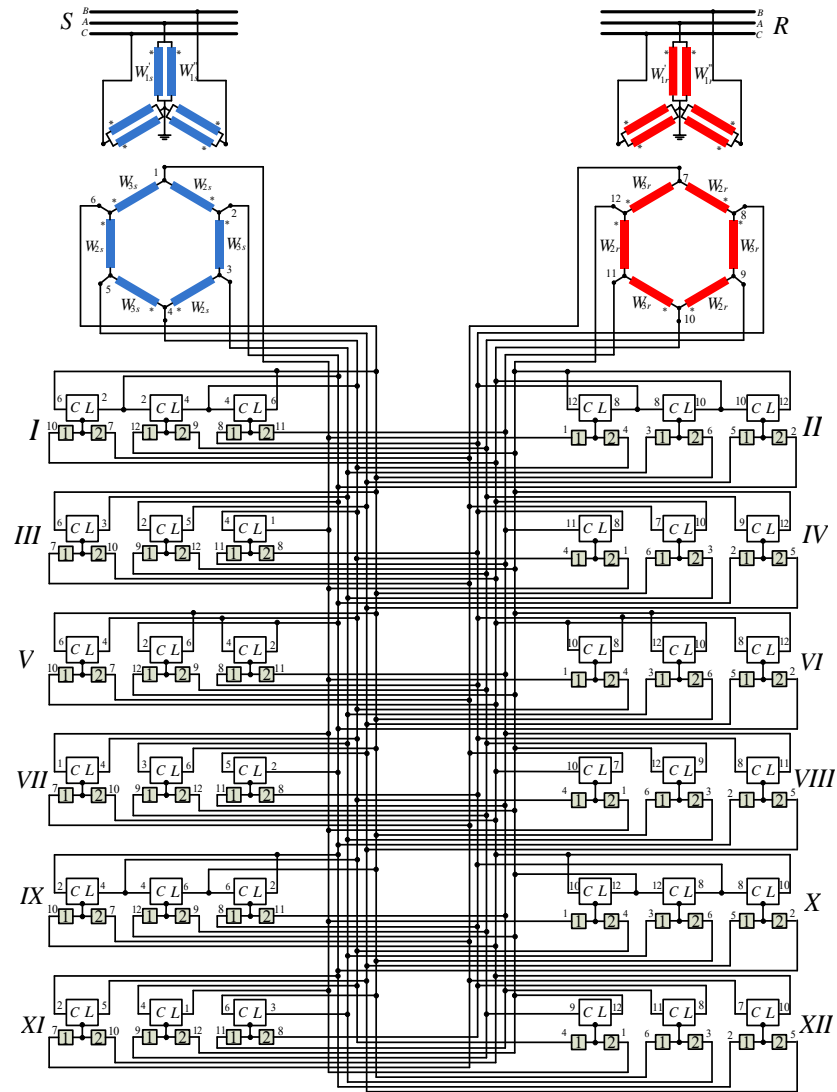 S B A C B A C R
* W'1s W''1s * * W'1r W''1r *
* * * * * * * *
1 7
6 W3s W2s 2 12 W3r W2r 8
* * * * * *
W2s W3s W2r W3r
5 W3s 4 W2s 3 11 W3r 10 W2r 9
* * * * * *
6 C L 2 2 C L 4 4 C L 6 12 C L 8 8 C L 10 10 C L 12
I 10 1 2 7 12 1 2 9 8 1 2 11 1 1 2 4 3 1 2 6 5 1 2 2 II
6 C L 3 2 C L 5 4 C L 1 11 C L 8 7 C L 10 9 C L 12
III 7 1 2 10 9 1 2 12 11 1 2 8 4 1 2 1 6 1 2 3 2 1 2 5 IV
6 C L 4 2 C L 6 4 C L 2 10 C L 8 12 C L 10 8 C L 12
V 10 1 2 7 12 1 2 9 8 1 2 11 1 1 2 4 3 1 2 6 5 1 2 2 VI
1 C L 4 3 C L 6 5 C L 2 10 C L 7 12 C L 9 8 C L 11
VII 7 1 2 10 9 1 2 12 11 1 2 8 4 1 2 1 6 1 2 3 2 1 2 5 VIII
2 C L 4 4 C L 6 6 C L 2 10 C L 12 12 C L 8 8 C L 10
IX 10 1 2 7 12 1 2 9 8 1 2 11 1 1 2 4 3 1 2 6 5 1 2 2 X
2 C L 5 4 C L 1 6 C L 3 9 C L 12 11 C L 8 7 C L 10
XI 7 1 2 10 9 1 2 12 11 1 2 8 4 1 2 1 6 1 2 3 2 1 2 5 XII